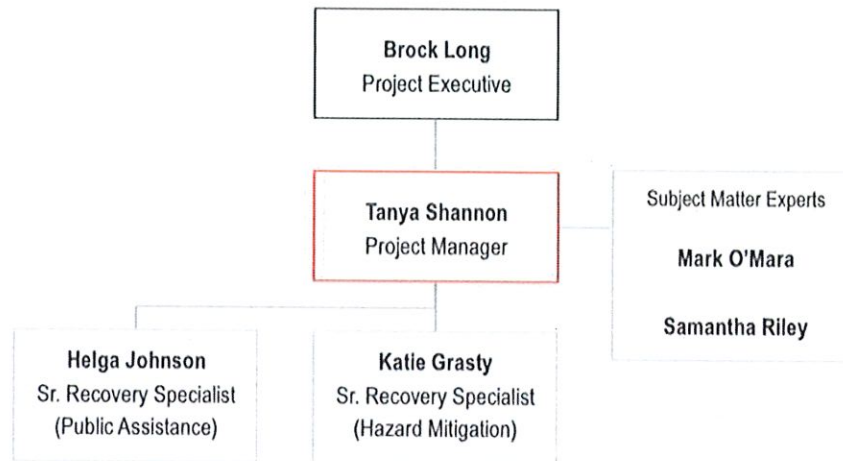 Brock Long
Project Executive
Tanya Shannon
Project Manager
Subject Matter Experts
Mark O'Mara
Samantha Riley
Helga Johnson
Sr. Recovery Specialist
(Public Assistance)
Katie Grasty
Sr. Recovery Specialist
(Hazard Mitigation)